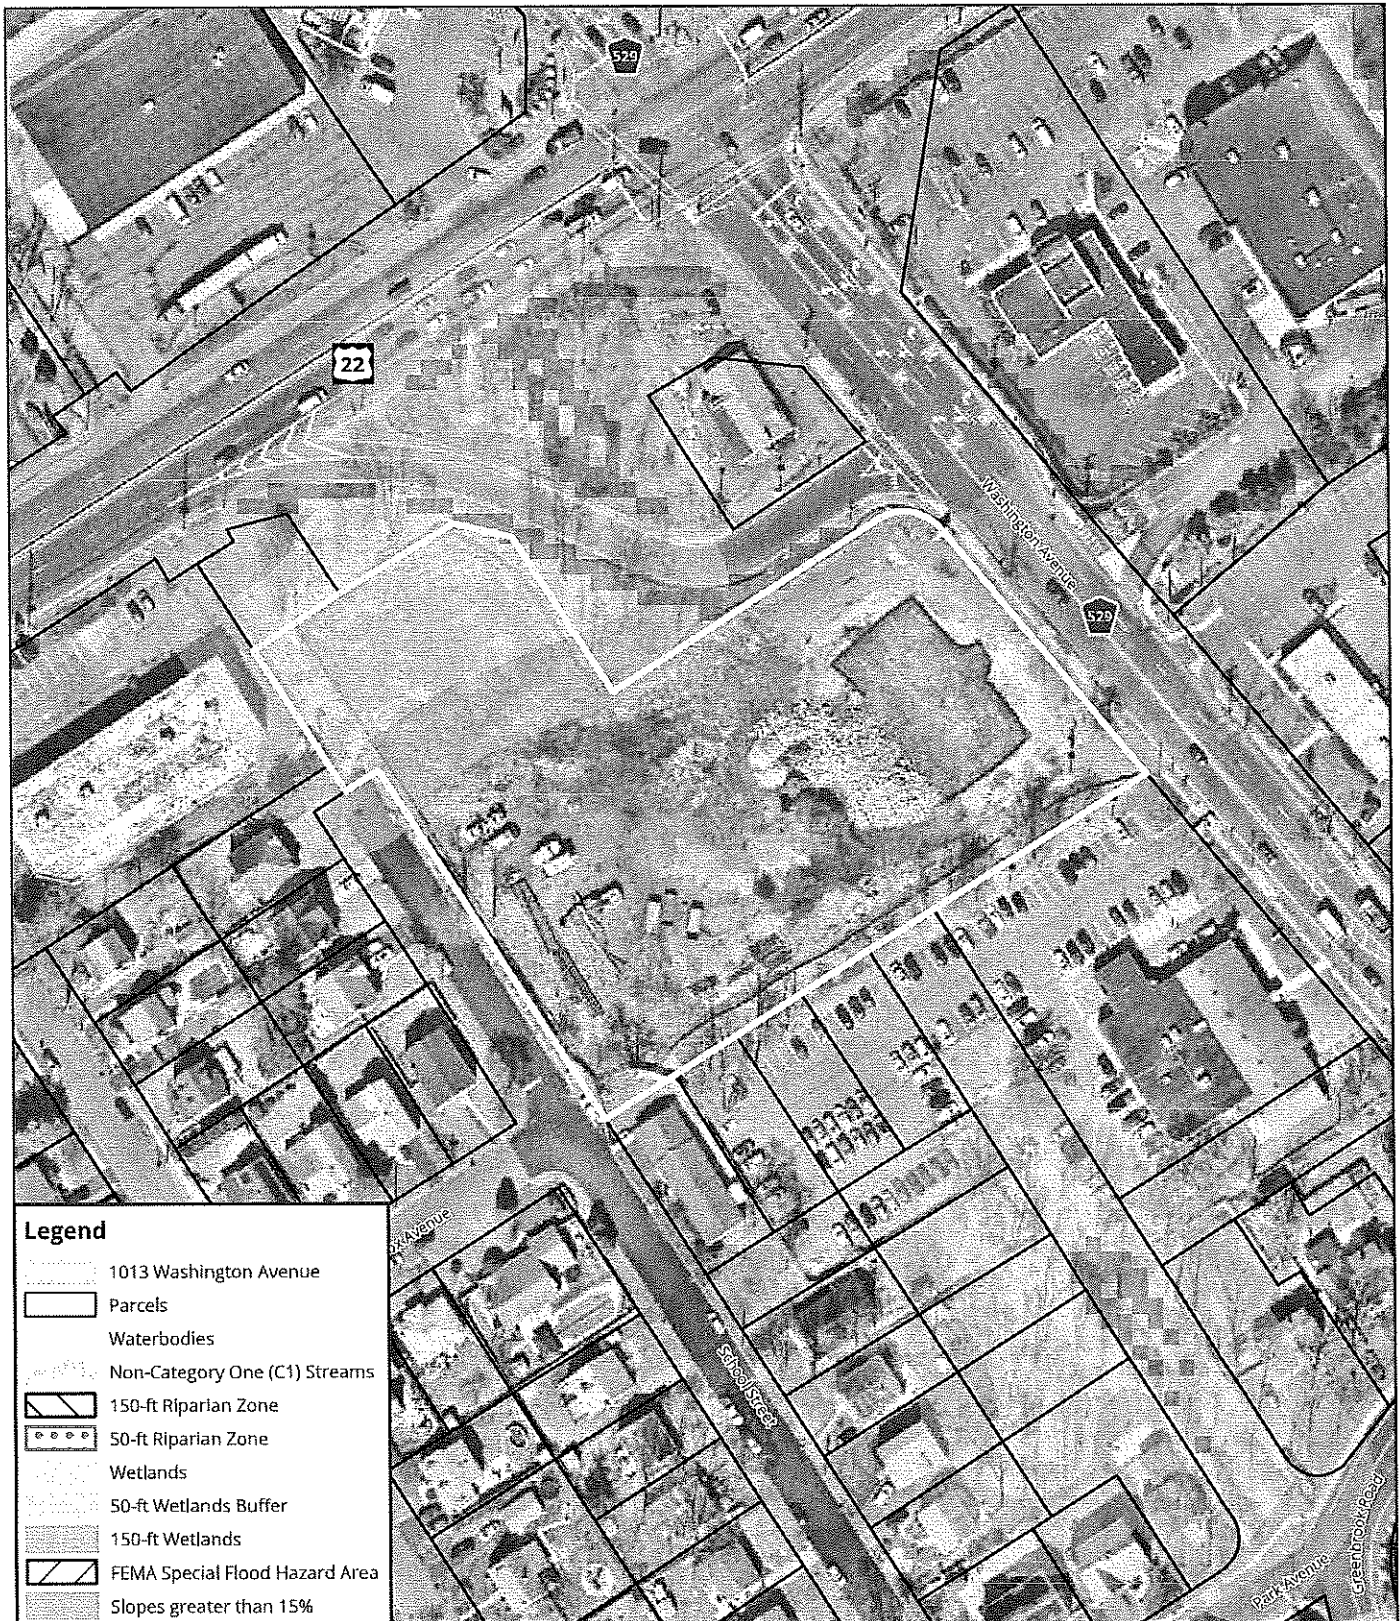 529
22
Washington Avenue
529
Legend
1013 Washington Avenue
Parcels
Waterbodies
Non-Category One (C1) Streams
150-ft Riparian Zone
50-ft Riparian Zone
Wetlands
50-ft Wetlands Buffer
150-ft Wetlands
FEMA Special Flood Hazard Area
Slopes greater than 15%
Avenue
School Street
Park Avenue
Greenbrook Road